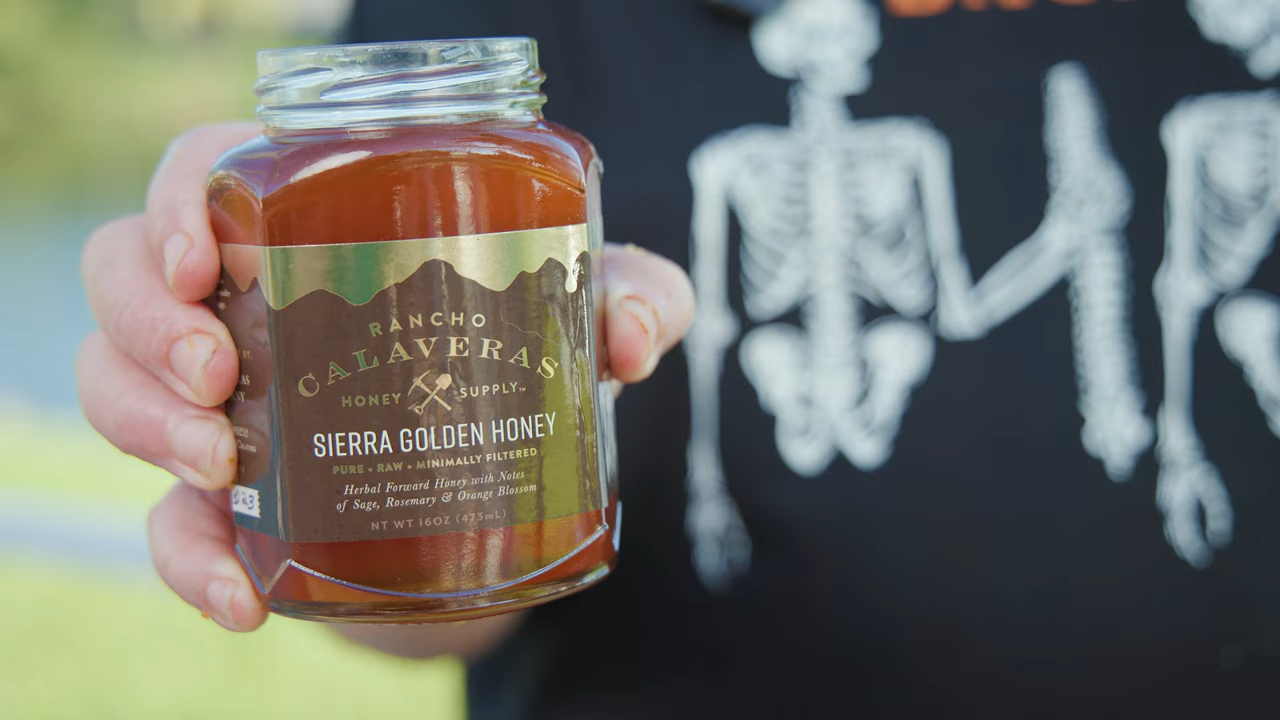 RANCHO
CALAVERAS
HONEY SUPPLY™
SIERRA GOLDEN HONEY
PURE • RAW • MINIMALLY FILTERED
Herbal Forward Honey with Notes
of Sage, Rosemary & Orange Blossom
NT WT 16OZ (473mL)